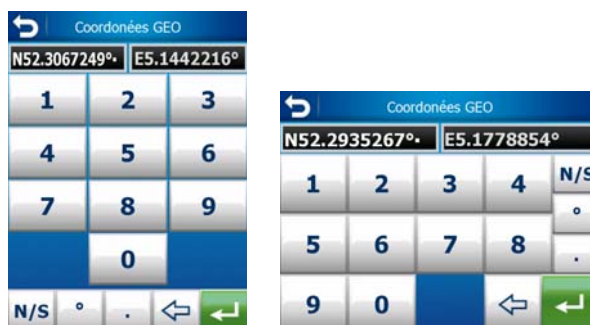 Coordonées GEO
N52.3067249°
E5.1442216°
1 2 3
4 5 6
7 8 9
0
N/S ° .
Coordonées GEO
N52.2935267°
E5.1778854°
1 2 3 4 N/S
°
5 6 7 8 .
9 0